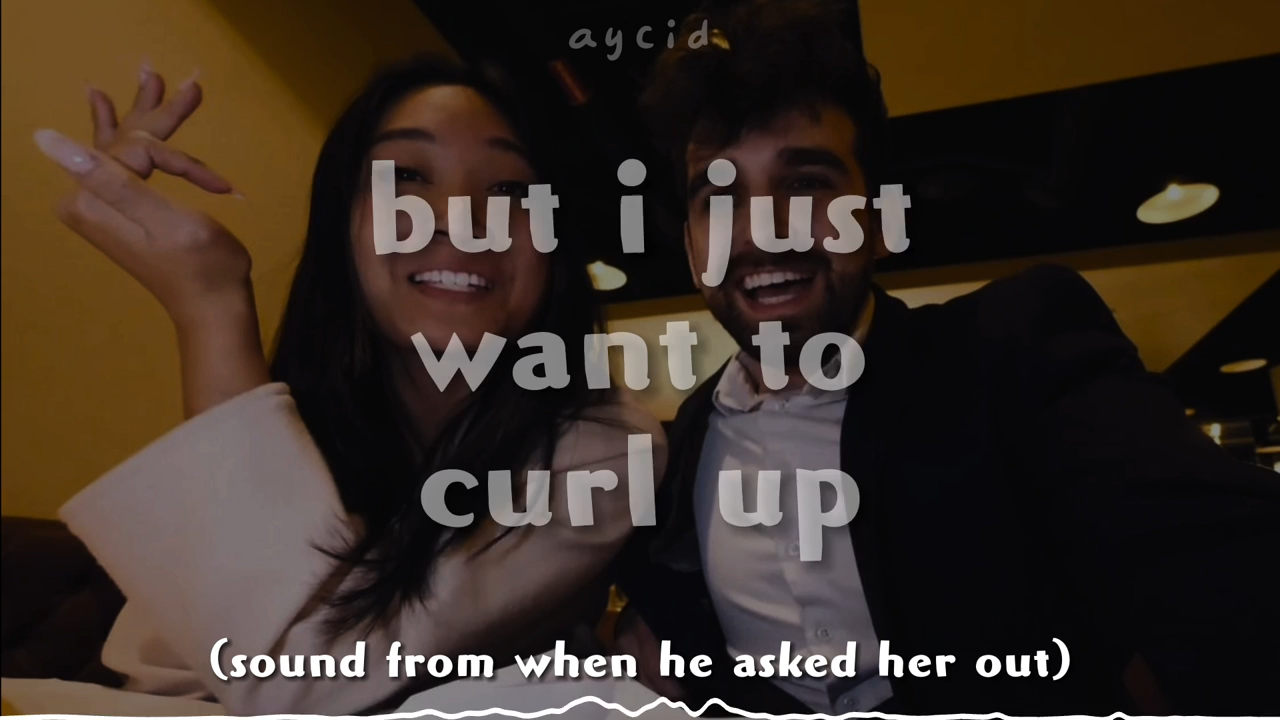 aycid
but i just
want to
curl up
(sound from when he asked her out)